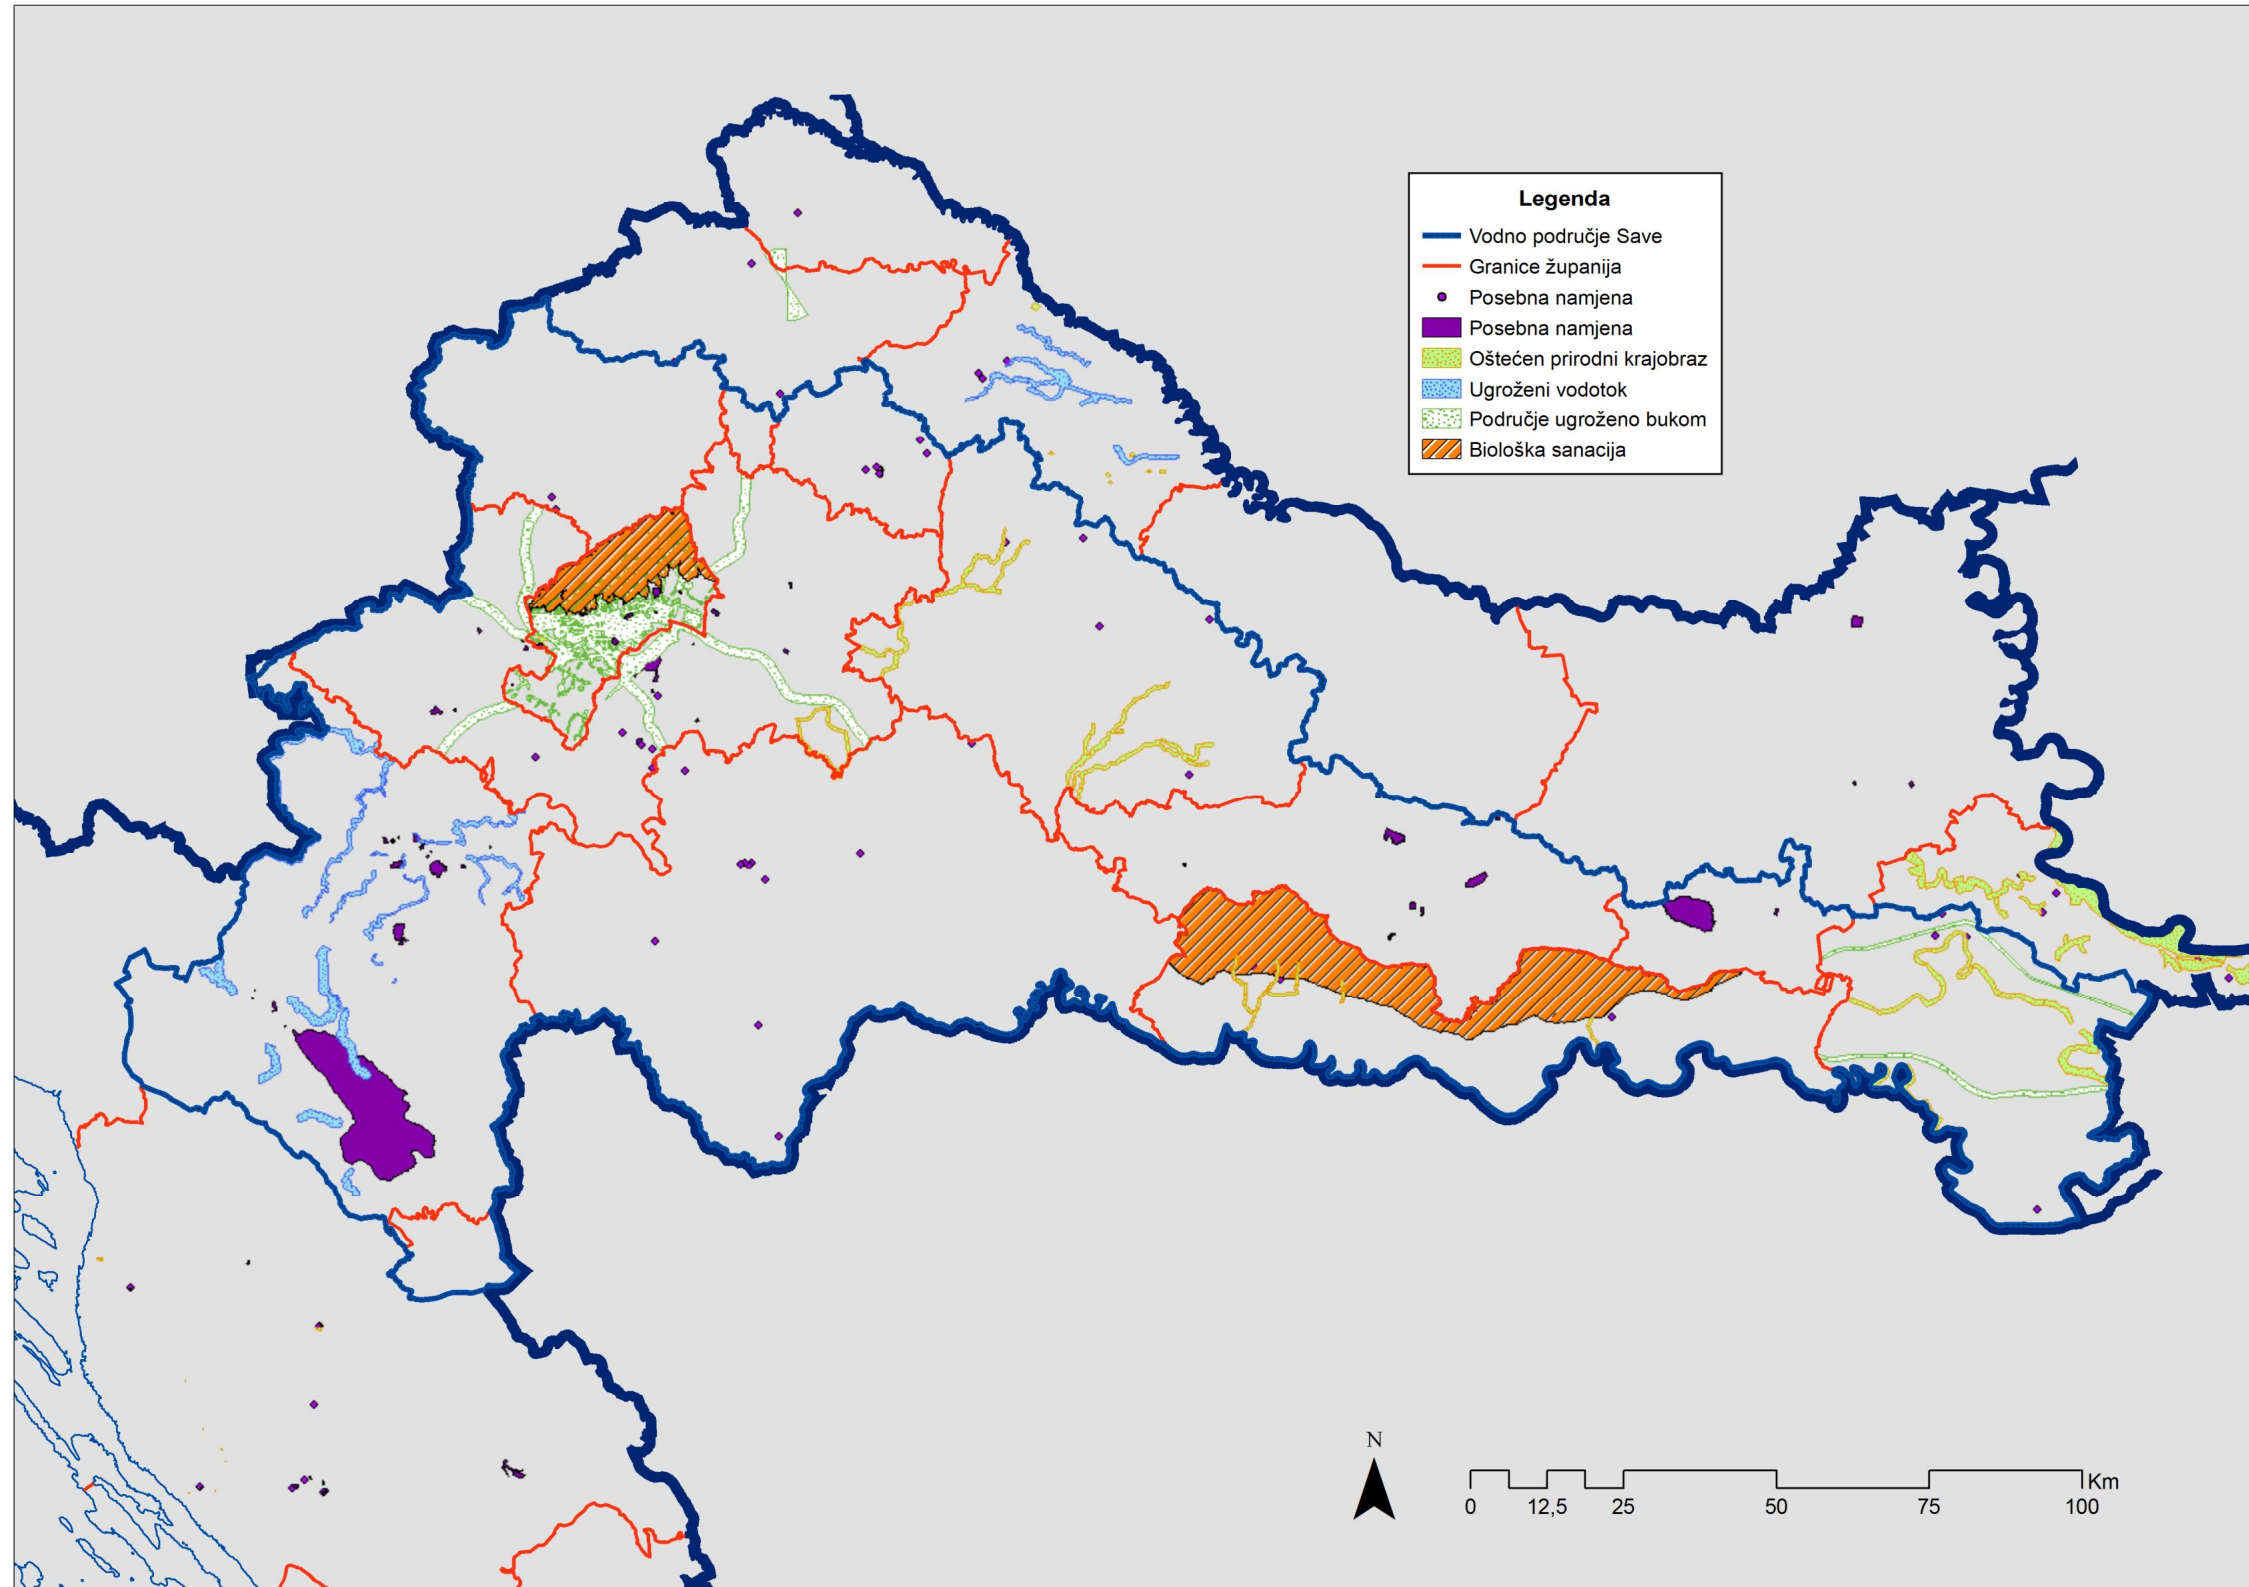 Legenda
Vodno područje Save
Granice županija
Posebna namjena
Posebna namjena
Oštećen prirodni krajobraz
Ugroženi vodotok
Područje ugroženo bukom
Biološka sanacija
N
Km
0 12,5 25 50 75 100